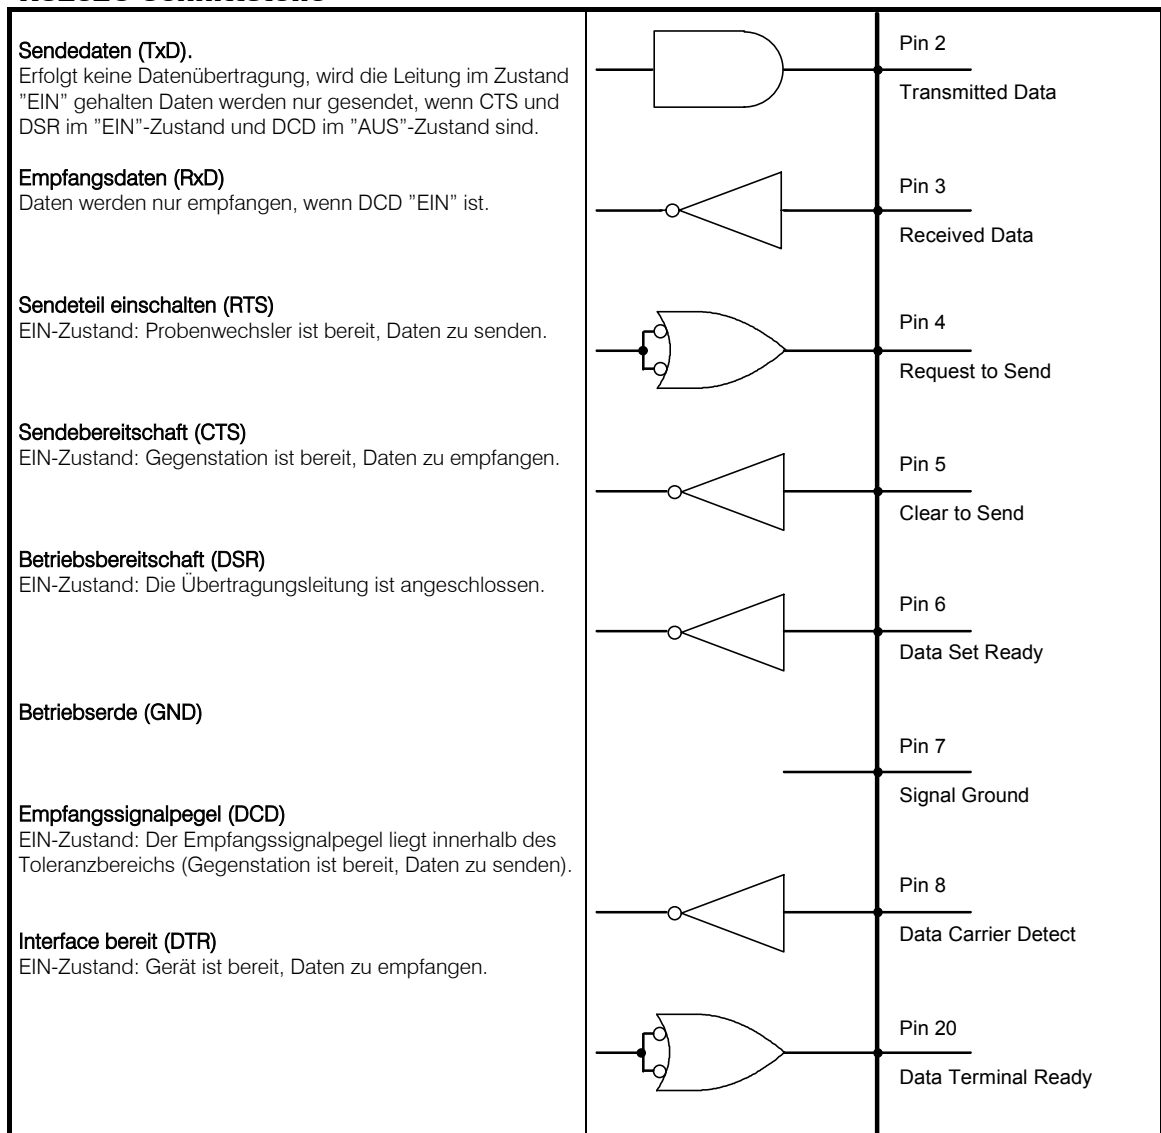 Sendedaten (TxD).
Erfolgt keine Datenübertragung, wird die Leitung im Zustand
"EIN" gehalten Daten werden nur gesendet, wenn CTS und
DSR im "EIN"-Zustand und DCD im "AUS"-Zustand sind.
Empfangsdaten (RxD)
Daten werden nur empfangen, wenn DCD "EIN" ist.
Sendeteil einschalten (RTS)
EIN-Zustand: Probenwechsler ist bereit, Daten zu senden.
Sendebereitschaft (CTS)
EIN-Zustand: Gegenstation ist bereit, Daten zu empfangen.
Betriebsbereitschaft (DSR)
EIN-Zustand: Die Übertragungsleitung ist angeschlossen.
Betriebserde (GND)
Empfangssignalpegel (DCD)
EIN-Zustand: Der Empfangssignalpegel liegt innerhalb des
Toleranzbereichs (Gegenstation ist bereit, Daten zu senden).
Interface bereit (DTR)
EIN-Zustand: Gerät ist bereit, Daten zu empfangen.
Pin 2
Transmitted Data
Pin 3
Received Data
Pin 4
Request to Send
Pin 5
Clear to Send
Pin 6
Data Set Ready
Pin 7
Signal Ground
Pin 8
Data Carrier Detect
Pin 20
Data Terminal Ready